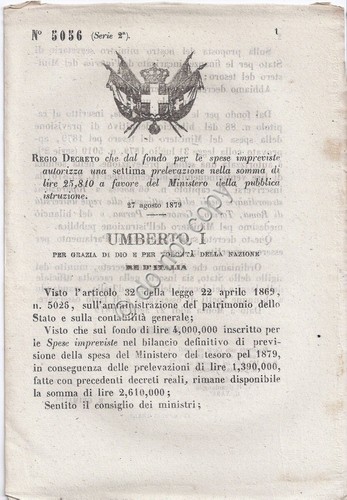 N° 5056 (Serie 2ª).
1
REGIO DECRETO che dal fondo per le spese impreviste
autorizza una settima prelevazione nella somma di
lire 25,810 a favore del Ministero della pubblica
istruzione.
27 agosto 1879
UMBERTO I
PER GRAZIA DI DIO E PER VOLONTÀ DELLA NAZIONE
RE D'ITALIA
Visto l'articolo 32 della legge 22 aprile 1869,
n. 5026, sull'amministrazione del patrimonio dello
Stato e sulla contabilità generale;
Visto che sul fondo di lire 4,000,000 inscritto per
le Spese impreviste nel bilancio definitivo di previ-
sione della spesa del Ministero del tesoro pel 1879,
in conseguenza delle prelevazioni di lire 1,390,000,
fatte con precedenti decreti reali, rimane disponibile
la somma di lire 2,610,000;
Sentito il consiglio dei ministri;